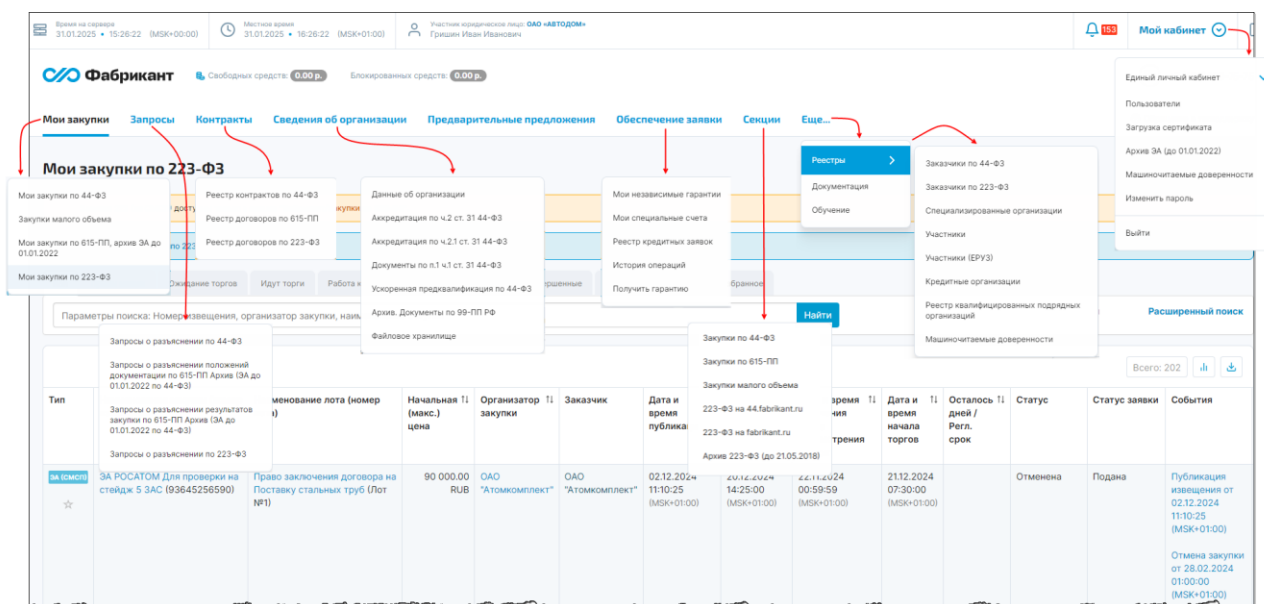 Время на сервере
31.01.2025 • 15:26:22 (MSK+00:00)
Местное время
31.01.2025 • 16:26:22 (MSK+01:00)
Участник юридическое лицо: ОАО «АВТОДОМ»
Гришин Иван Иванович
153
Мой кабинет
Фабрикант
Свободных средств: 0.00 р.
Блокированных средств: 0.00 р.
Мои закупки
Запросы
Контракты
Сведения об организации
Предварительные предложения
Обеспечение заявки
Секции
Еще...
Единый личный кабинет
Пользователи
Загрузка сертификата
Архив ЭА (до 01.01.2022)
Машиночитаемые доверенности
Изменить пароль
Выйти
Мои закупки по 223-ФЗ
Мои закупки по 44-ФЗ
Закупки малого объема
Мои закупки по 615-ПП, архив ЭА до
01.01.2022
Мои закупки по 223-ФЗ
Реестр контрактов по 44-ФЗ
Реестр договоров по 615-ПП
Реестр договоров по 223-ФЗ
Данные об организации
Аккредитация по ч.2 ст. 31 44-ФЗ
Аккредитация по ч.2.1 ст. 31 44-ФЗ
Документы по п.1 ч.1 ст. 31 44-ФЗ
Ускоренная предквалификация по 44-ФЗ
Архив. Документы по 99-ПП РФ
Файловое хранилище
Мои независимые гарантии
Мои специальные счета
Реестр кредитных заявок
История операций
Получить гарантию
Реестры
Документация
Обучение
Заказчики по 44-ФЗ
Заказчики по 223-ФЗ
Специализированные организации
Участники
Участники (ЕРУЗ)
Кредитные организации
Реестр квалифицированных подрядных
организаций
Машиночитаемые доверенности
Идут торги
Параметры поиска: Номер извещения, организатор закупки,
Найти
Расширенный поиск
Запросы о разъяснении по 44-ФЗ
Запросы о разъяснении положений
документации по 615-ПП Архив (ЭА до
01.01.2022 по 44-ФЗ)
Запросы о разъяснении результатов
закупки по 615-ПП Архив (ЭА до
01.01.2022 по 44-ФЗ)
Запросы о разъяснении по 223-ФЗ
Закупки по 44-ФЗ
Закупки по 615-ПП
Закупки малого объема
223-ФЗ на 44.fabrikant.ru
223-ФЗ на fabrikant.ru
Архив 223-ФЗ (до 21.05.2018)
Всего: 202
Тип
лота (номер
Начальная
(макс.)
цена
Организатор
закупки
Заказчик
Дата и
время
Дата и
время
начала
торгов
Осталось
дней /
Регл.
срок
Статус
Статус заявки
События
ЭА (СМСП)
ЭА РОСАТОМ Для проверки на
стейдж 5 ЗАС (93645256590)
Право заключения договора на
Поставку стальных труб (Лот
№1)
90 000.00
RUB
ОАО
"Атомкомплект"
ОАО
"Атомкомплект"
02.12.2024
11:10:25
(MSK+01:00)
20.12.2024
14:25:00
(MSK+01:00)
22.11.2024
00:59:59
(MSK+01:00)
21.12.2024
07:30:00
(MSK+01:00)
Отменена
Подана
Публикация
извещения от
02.12.2024
11:10:25
(MSK+01:00)
Отмена закупки
от 28.02.2024
01:00:00
(MSK+01:00)